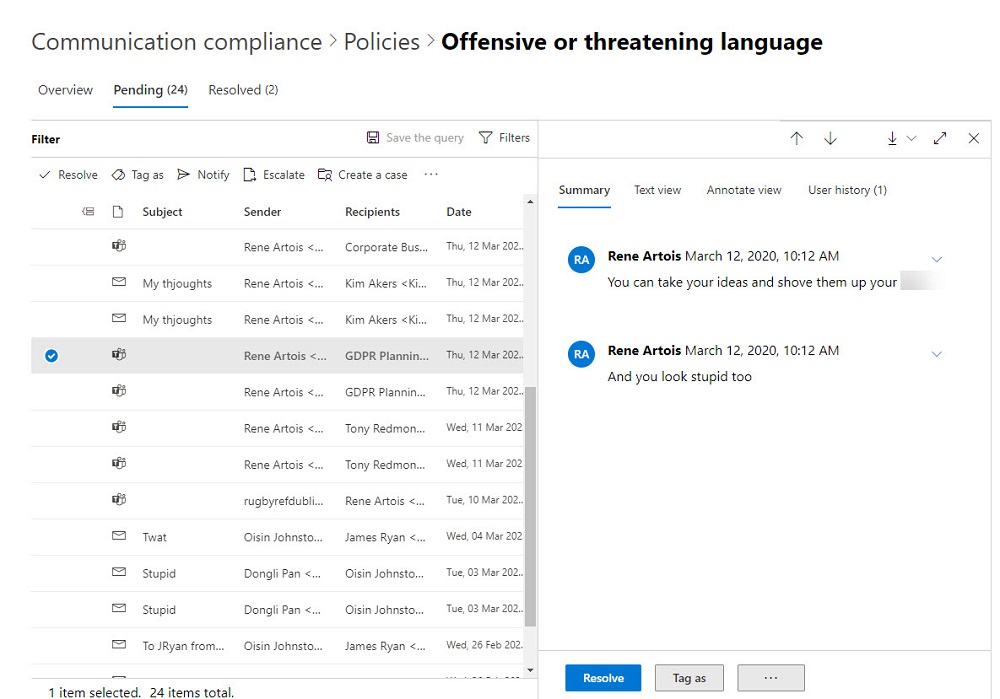 Communication compliance > Policies > Offensive or threatening language
Overview Pending (24) Resolved (2)
Filter Save the query Filters
Resolve Tag as Notify Escalate Create a case ...
Subject Sender Recipients Date
Rene Artois <... Corporate Bus... Thu, 12 Mar 202...
My thjoughts Rene Artois <... Kim Akers <Ki... Thu, 12 Mar 202...
My thjoughts Rene Artois <... Kim Akers <Ki... Thu, 12 Mar 202...
Rene Artois <... GDPR Plannin... Thu, 12 Mar 202...
Rene Artois <... GDPR Plannin... Thu, 12 Mar 202...
Rene Artois <... Tony Redmon... Wed, 11 Mar 202
Rene Artois <... Tony Redmon... Wed, 11 Mar 202
rugbyrefdubli... Rene Artois <... Tue, 10 Mar 202...
Twat Oisin Johnsto... James Ryan <... Wed, 04 Mar 202
Stupid Dongli Pan <... Oisin Johnsto... Tue, 03 Mar 202...
Stupid Dongli Pan <... Oisin Johnsto... Tue, 03 Mar 202...
To JRyan from... Oisin Johnsto... James Ryan <... Wed, 26 Feb 202...
1 item selected. 24 items total.
Summary Text view Annotate view User history (1)
RA Rene Artois March 12, 2020, 10:12 AM
You can take your ideas and shove them up your
RA Rene Artois March 12, 2020, 10:12 AM
And you look stupid too
Resolve Tag as ...